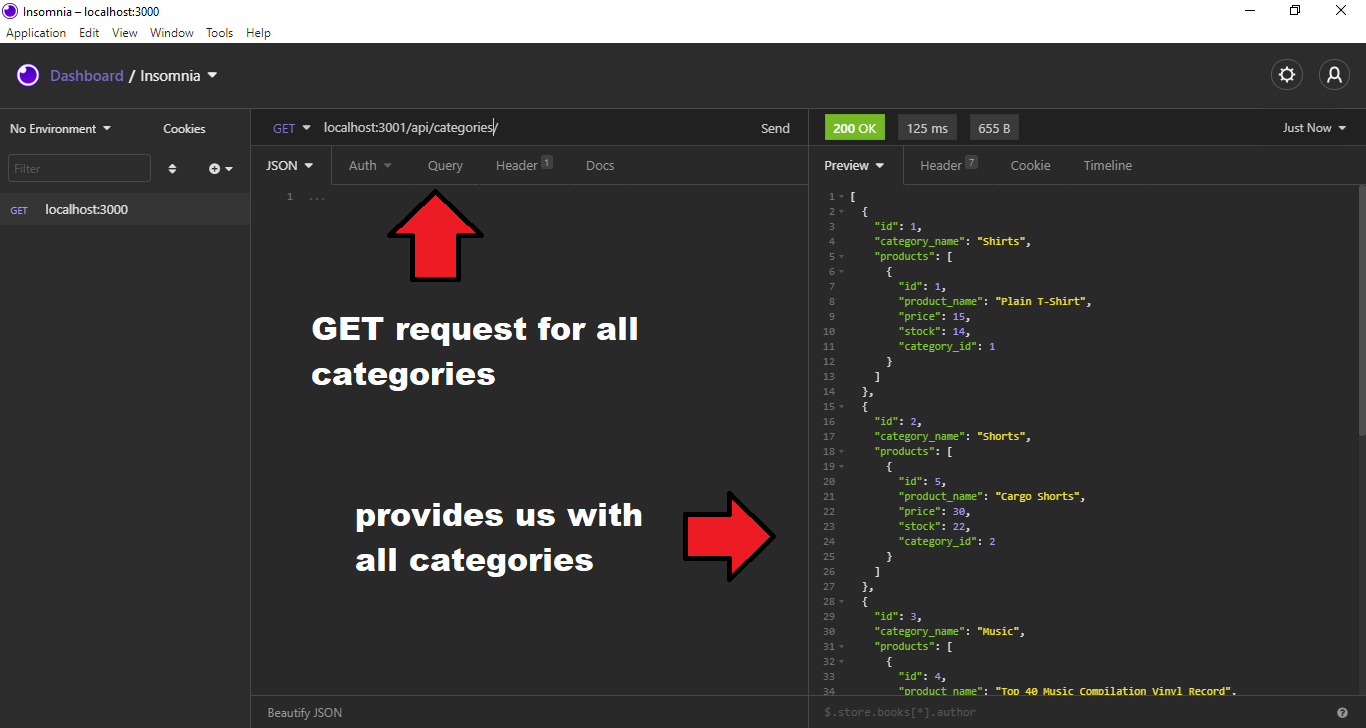 Insomnia – localhost:3000
Application Edit View Window Tools Help
Dashboard / Insomnia
No Environment Cookies
GET localhost:3001/api/categories/ Send
200 OK 125 ms 655 B Just Now
Filter
JSON Auth Query Header 1 Docs
Preview Header 7 Cookie Timeline
GET localhost:3000
1 ...
GET request for all
categories
provides us with
all categories
1 [
2 {
3 "id": 1,
4 "category_name": "Shirts",
5 "products": [
6 {
7 "id": 1,
8 "product_name": "Plain T-Shirt",
9 "price": 15,
10 "stock": 14,
11 "category_id": 1
12 }
13 ]
14 },
15 {
16 "id": 2,
17 "category_name": "Shorts",
18 "products": [
19 {
20 "id": 5,
21 "product_name": "Cargo Shorts",
22 "price": 30,
23 "stock": 22,
24 "category_id": 2
25 }
26 ]
27 },
28 {
29 "id": 3,
30 "category_name": "Music",
31 "products": [
32 {
33 "id": 4,
34 "product_name": "Top 40 Music Compilation Vinyl Record",
Beautify JSON
$.store.books[*].author